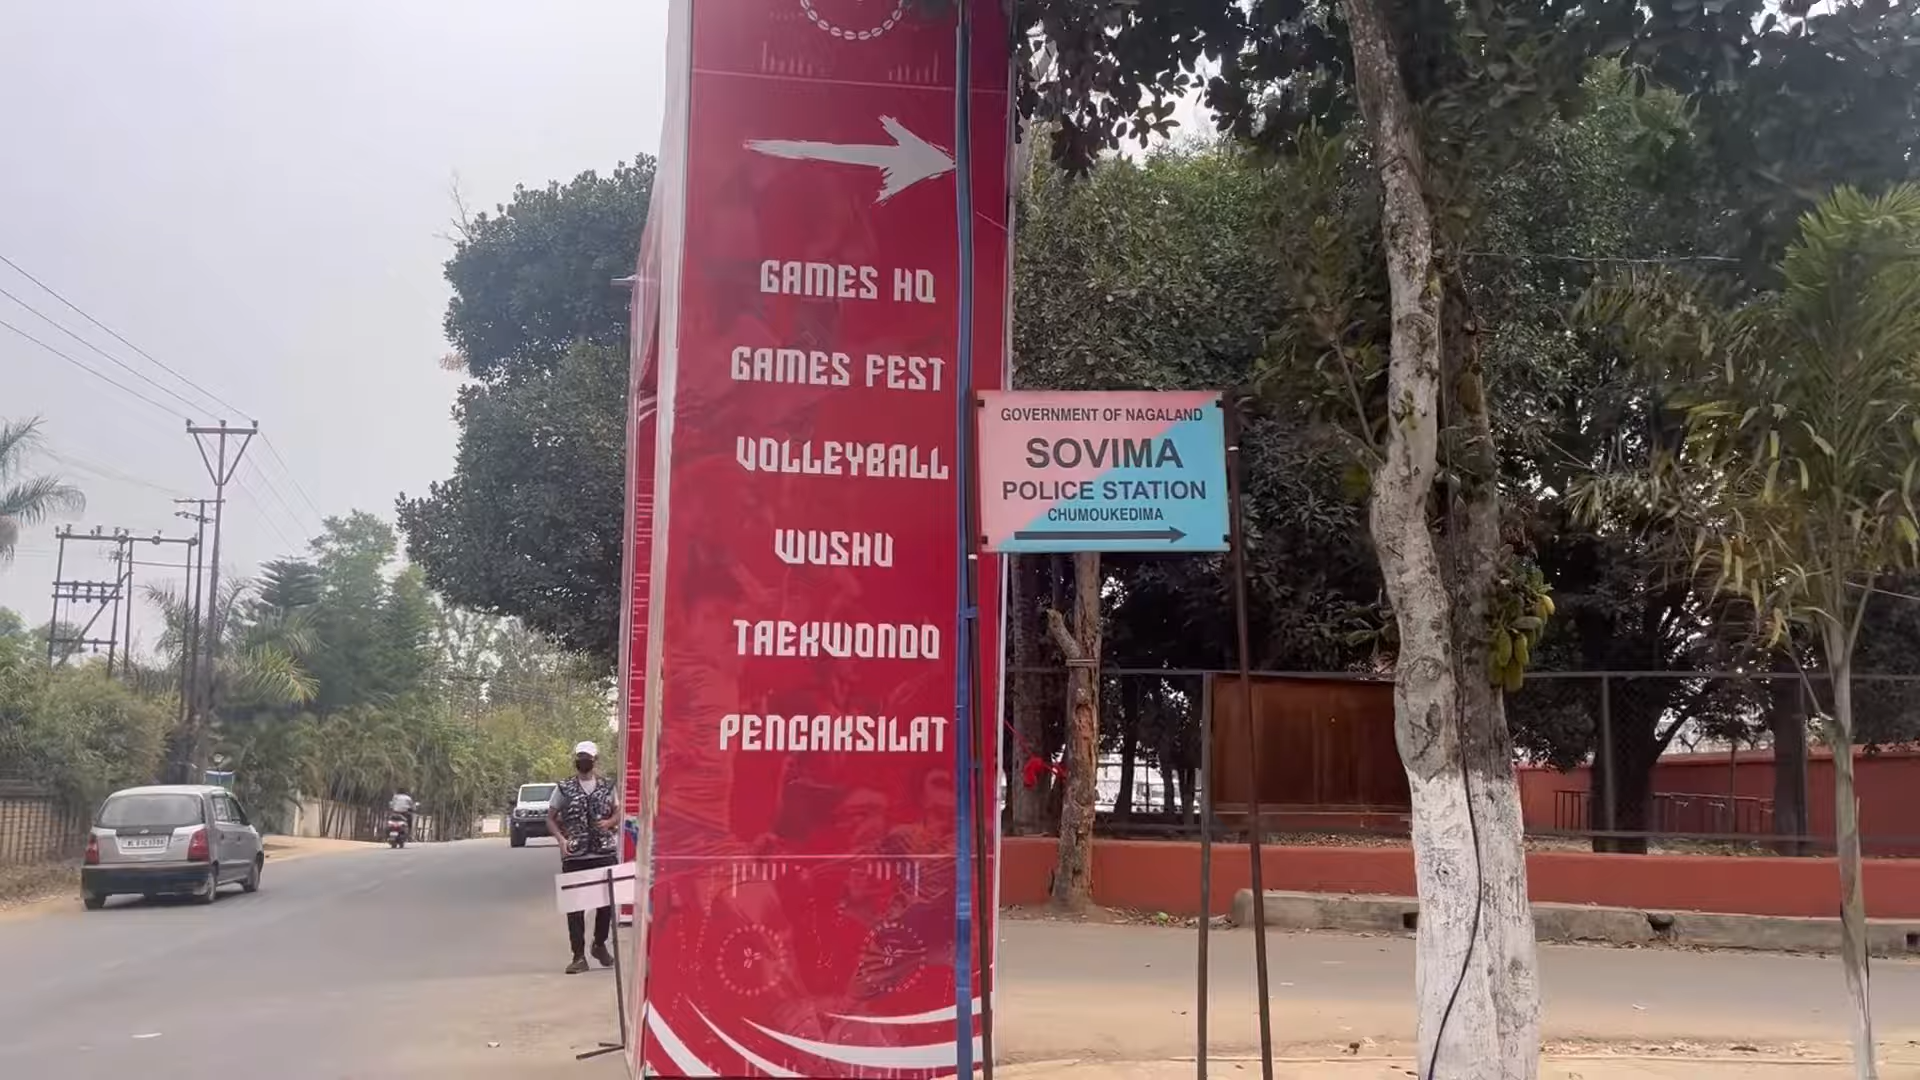 GAMES HQ
GAMES FEST
VOLLEYBALL
WUSHU
TAEKWONDO
PENCAKSILAT
GOVERNMENT OF NAGALAND
SOVIMA
POLICE STATION
CHUMOUKEDIMA